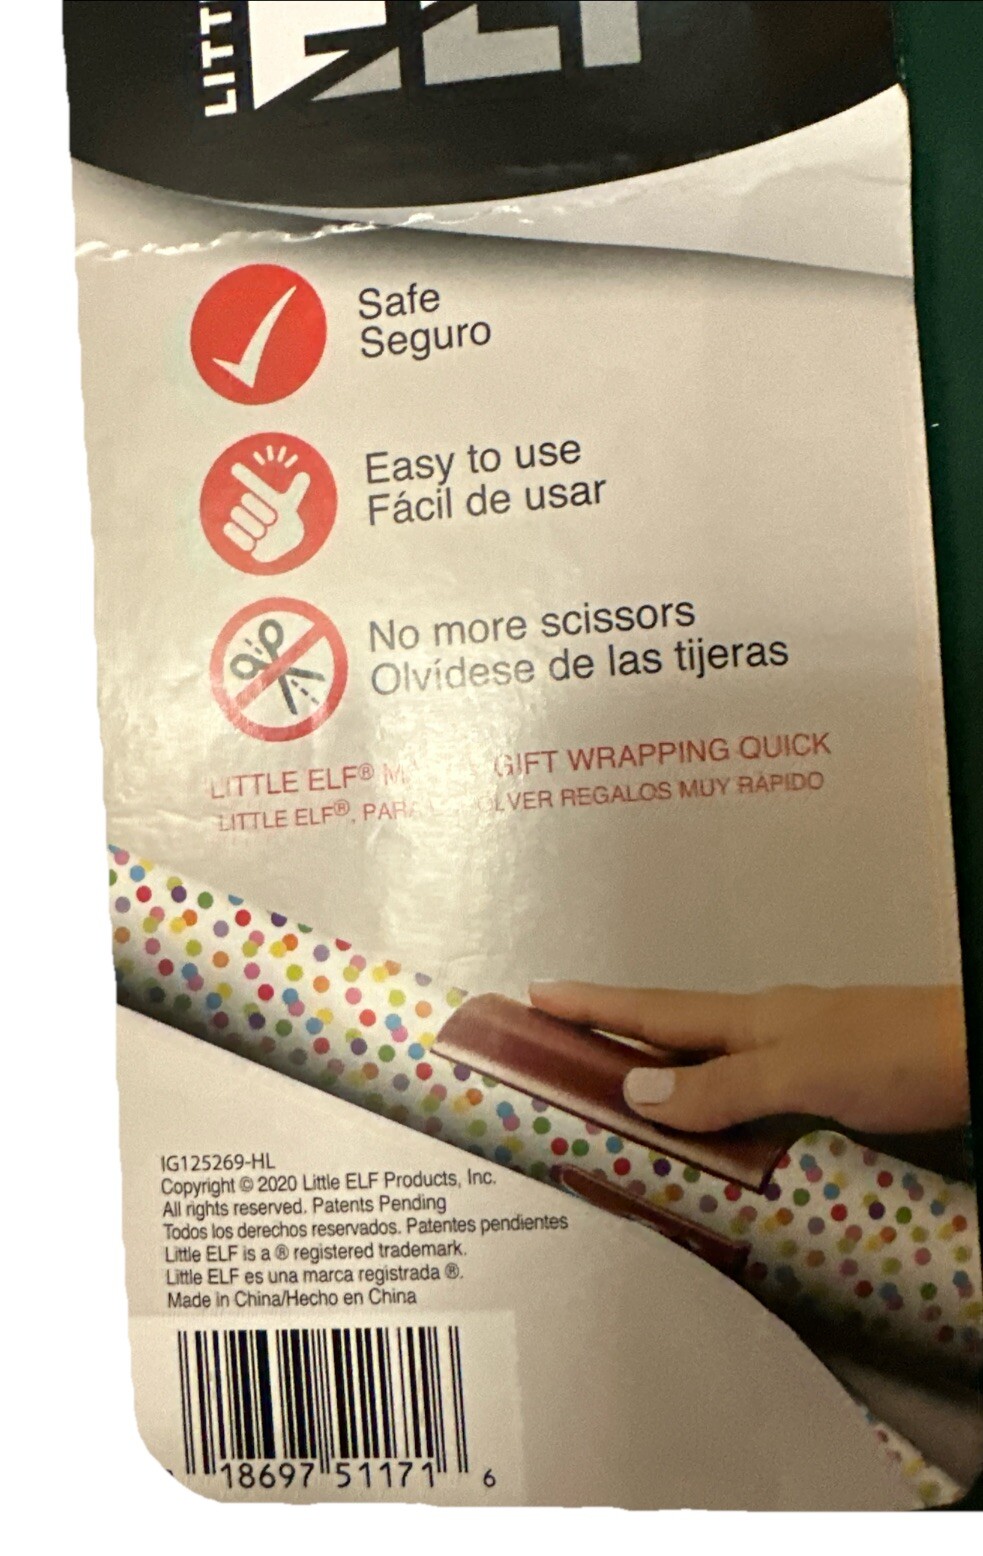 LITT
ELF
Safe
Seguro
Easy to use
Fácil de usar
No more scissors
Olvídese de las tijeras
LITTLE ELF® GIFT WRAPPING QUICK
LITTLE ELF®, REGALOS MUY RÁPIDO
IG125269-HL
Copyright © 2020 Little ELF Products, Inc.
All rights reserved. Patents Pending
Todos los derechos reservados. Patentes pendientes
Little ELF is a ® registered trademark.
Little ELF es una marca registrada ®.
Made in China/Hecho en China
18697 51171 6